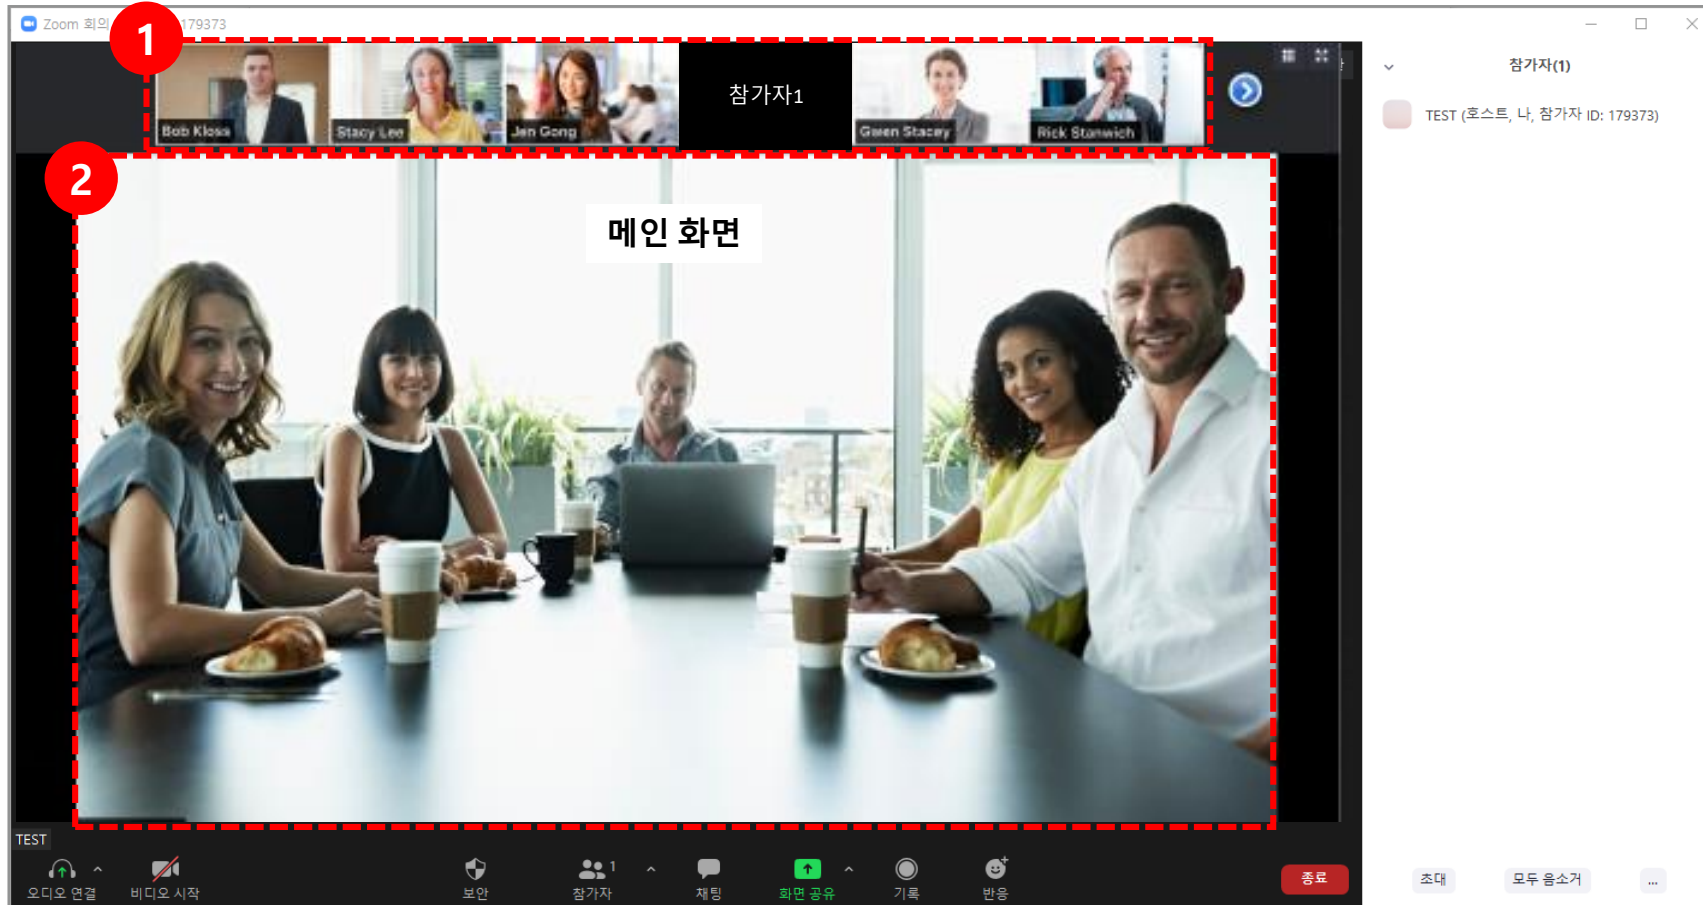 Zoom 회의
179373
1
Bob Kloss
Stacy Lee
Jen Gong
참가자1
Gwen Stacey
Rick Stanwich
참가자(1)
TEST (호스트, 나, 참가자 ID: 179373)
2
메인 화면
TEST
오디오 연결
비디오 시작
보안
1
참가자
채팅
화면 공유
기록
반응
종료
초대
모두 음소거
...